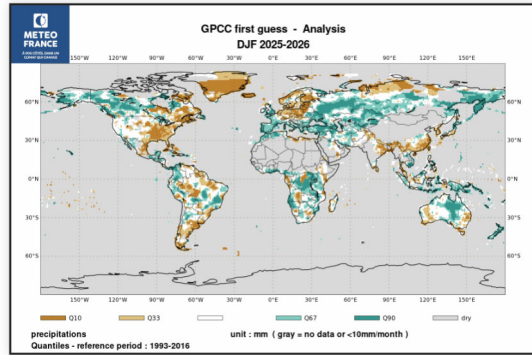 METEO
FRANCE
GPCC first guess - Analysis
DJF 2025-2026
150°W 120°W 90°W 60°W 30°W 0°E 30°E 60°E 90°E 120°E 150°E
60°N 60°N
30°N 30°N
0°N 0°N
30°S 30°S
60°S 60°S
150°W 120°W 90°W 60°W 30°W 0°E 30°E 60°E 90°E 120°E 150°E
Q10 Q33 Q67 Q90 dry
precipitations unit : mm ( gray = no data or <10mm/month )
Quantiles - reference period : 1993-2016